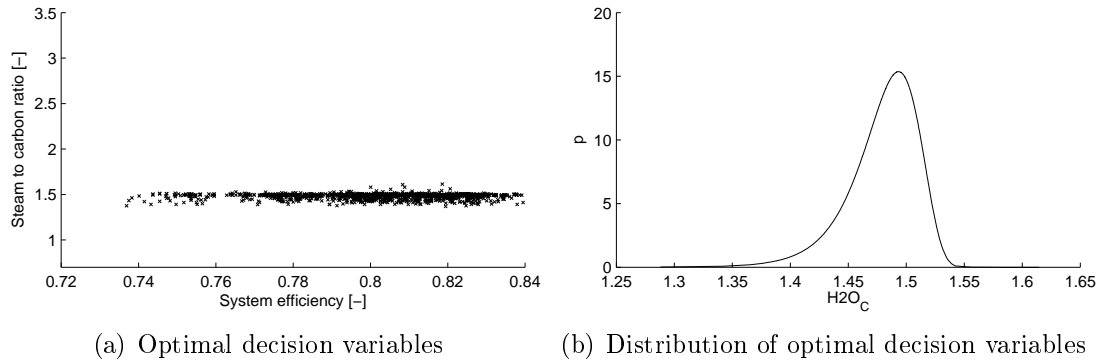 3.5
3
2.5
2
1.5
1
Steam to carbon ratio [−]
0.72 0.74 0.76 0.78 0.8 0.82 0.84
System efficiency [−]
(a) Optimal decision variables
20
15
10
5
0
p
1.25 1.3 1.35 1.4 1.45 1.5 1.55 1.6 1.65
H2O_C
(b) Distribution of optimal decision variables